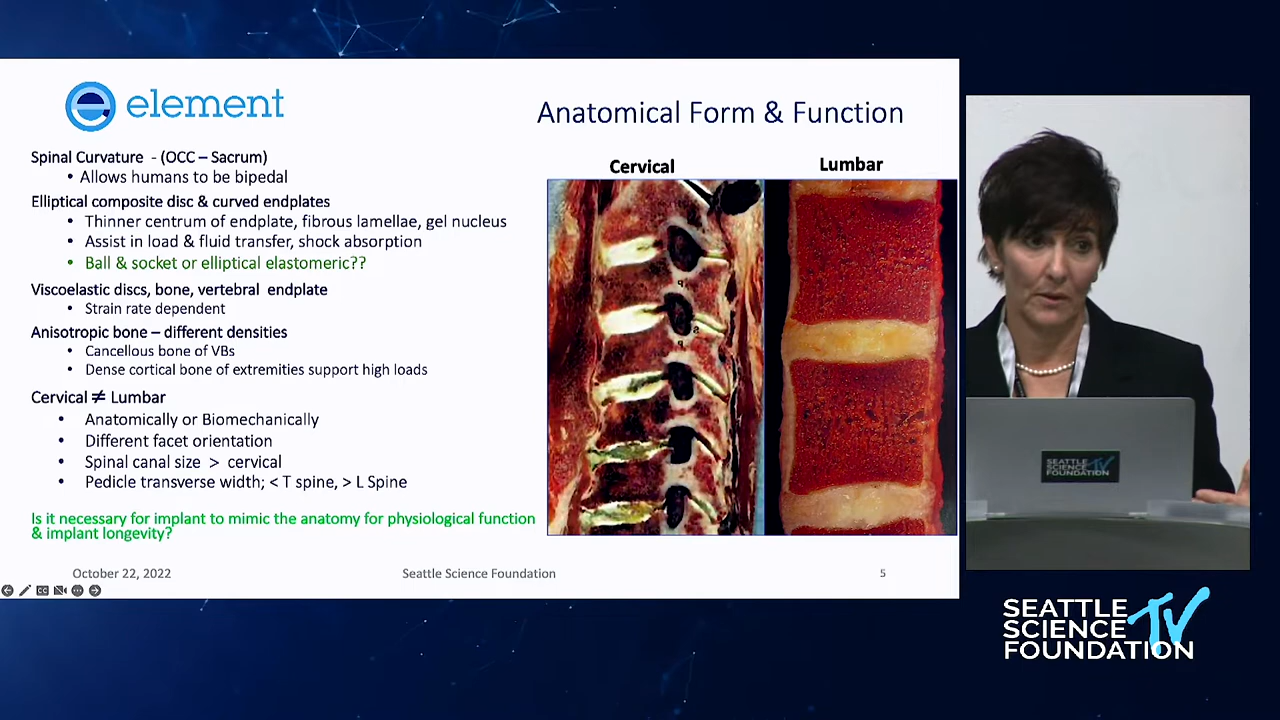 element
Anatomical Form & Function
Spinal Curvature - (OCC – Sacrum)
• Allows humans to be bipedal
Elliptical composite disc & curved endplates
• Thinner centrum of endplate, fibrous lamellae, gel nucleus
• Assist in load & fluid transfer, shock absorption
• Ball & socket or elliptical elastomeric??
Viscoelastic discs, bone, vertebral endplate
• Strain rate dependent
Anisotropic bone – different densities
• Cancellous bone of VBs
• Dense cortical bone of extremities support high loads
Cervical ≠ Lumbar
• Anatomically or Biomechanically
• Different facet orientation
• Spinal canal size > cervical
• Pedicle transverse width; < T spine, > L Spine
Is it necessary for implant to mimic the anatomy for physiological function
& implant longevity?
Cervical
Lumbar
October 22, 2022
Seattle Science Foundation
5
SEATTLE
SCIENCE TV
FOUNDATION
SEATTLE
SCIENCE TV
FOUNDATION